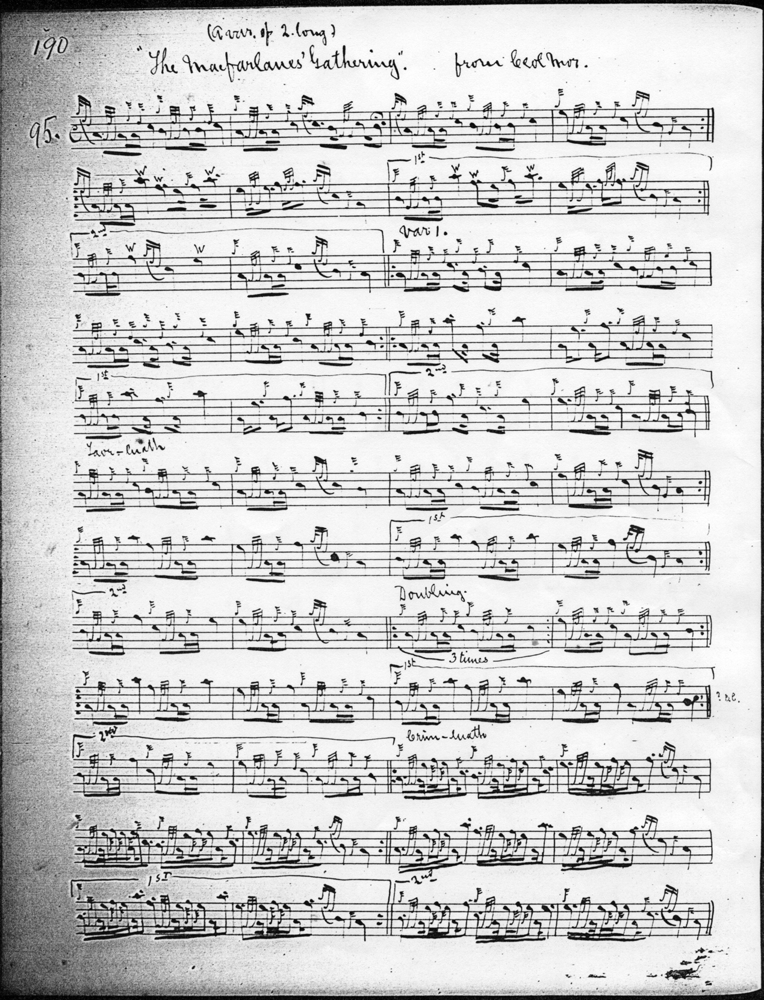 190
(A var. of 2. long)
"The Macfarlanes' Gathering". from Ceol Mor.
95.
W W W
1st
W W W
2nd
W W
Var 1.
1st
2nd
Taor-luath
1st
2nd
Doubling.
3 times
1st
? &c.
2nd
Crun-luath
1st
2nd